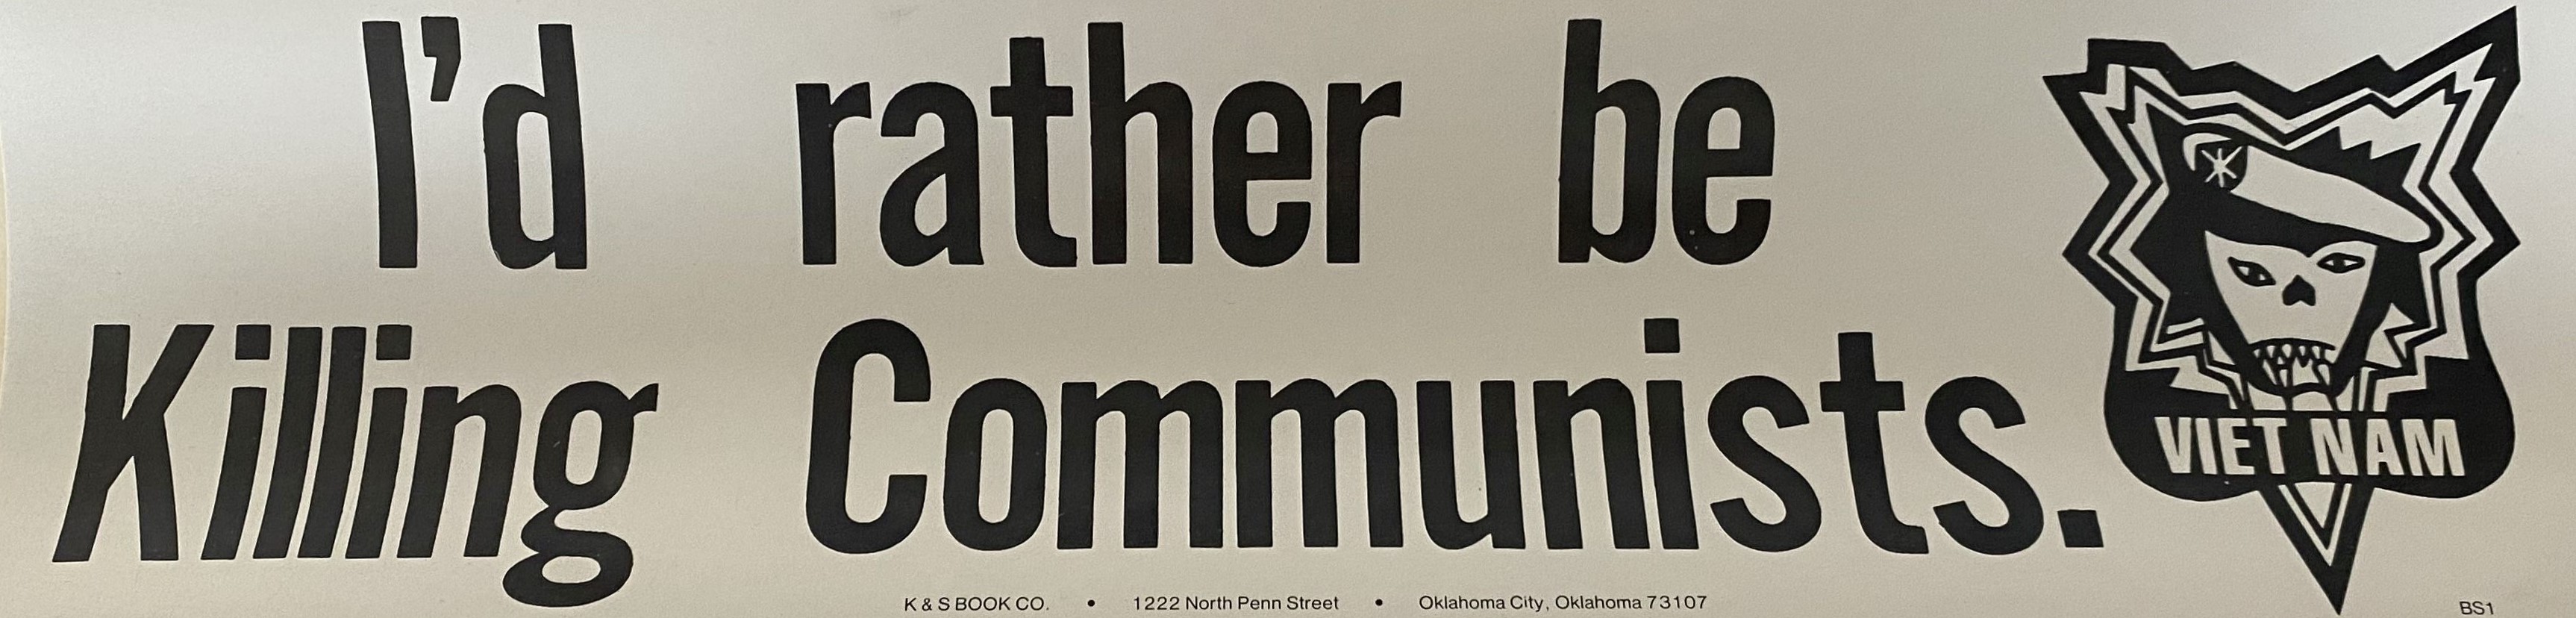 I'd rather be
Killing Communists.
VIET NAM
K & S BOOK CO. • 1222 North Penn Street • Oklahoma City, Oklahoma 73107
BS1